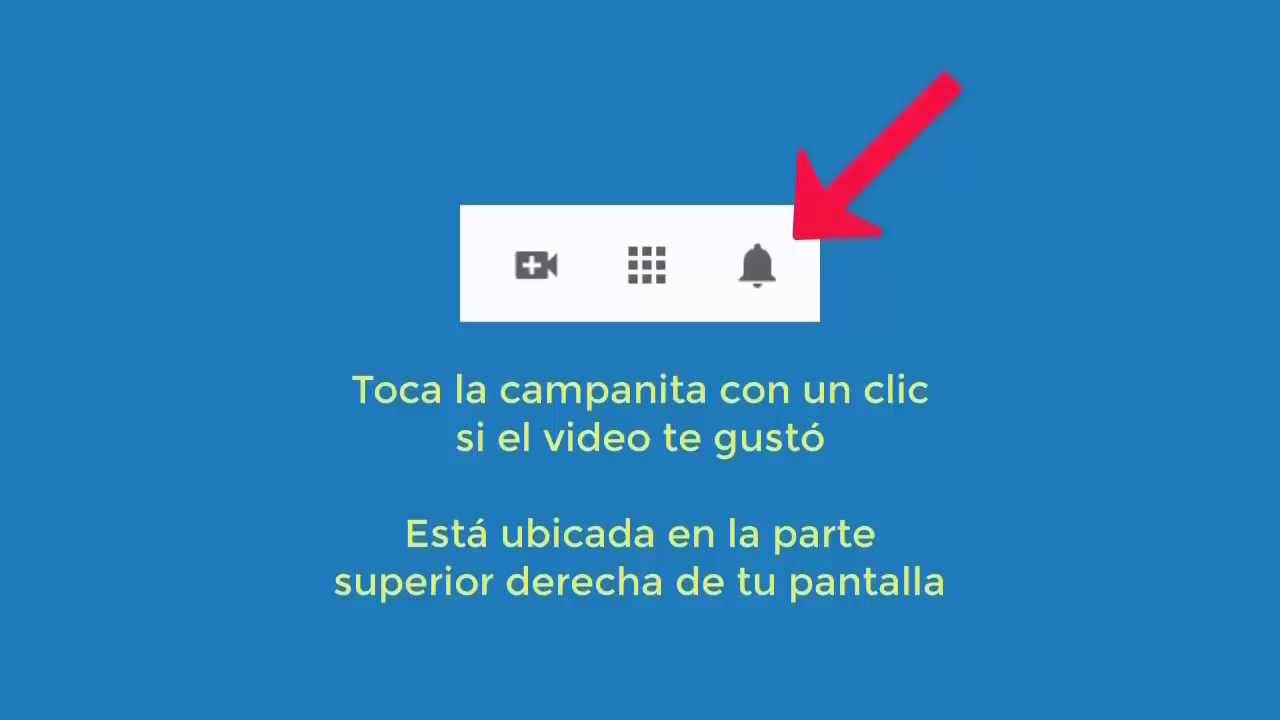 Toca la campanita con un clic
si el video te gustó
Está ubicada en la parte
superior derecha de tu pantalla